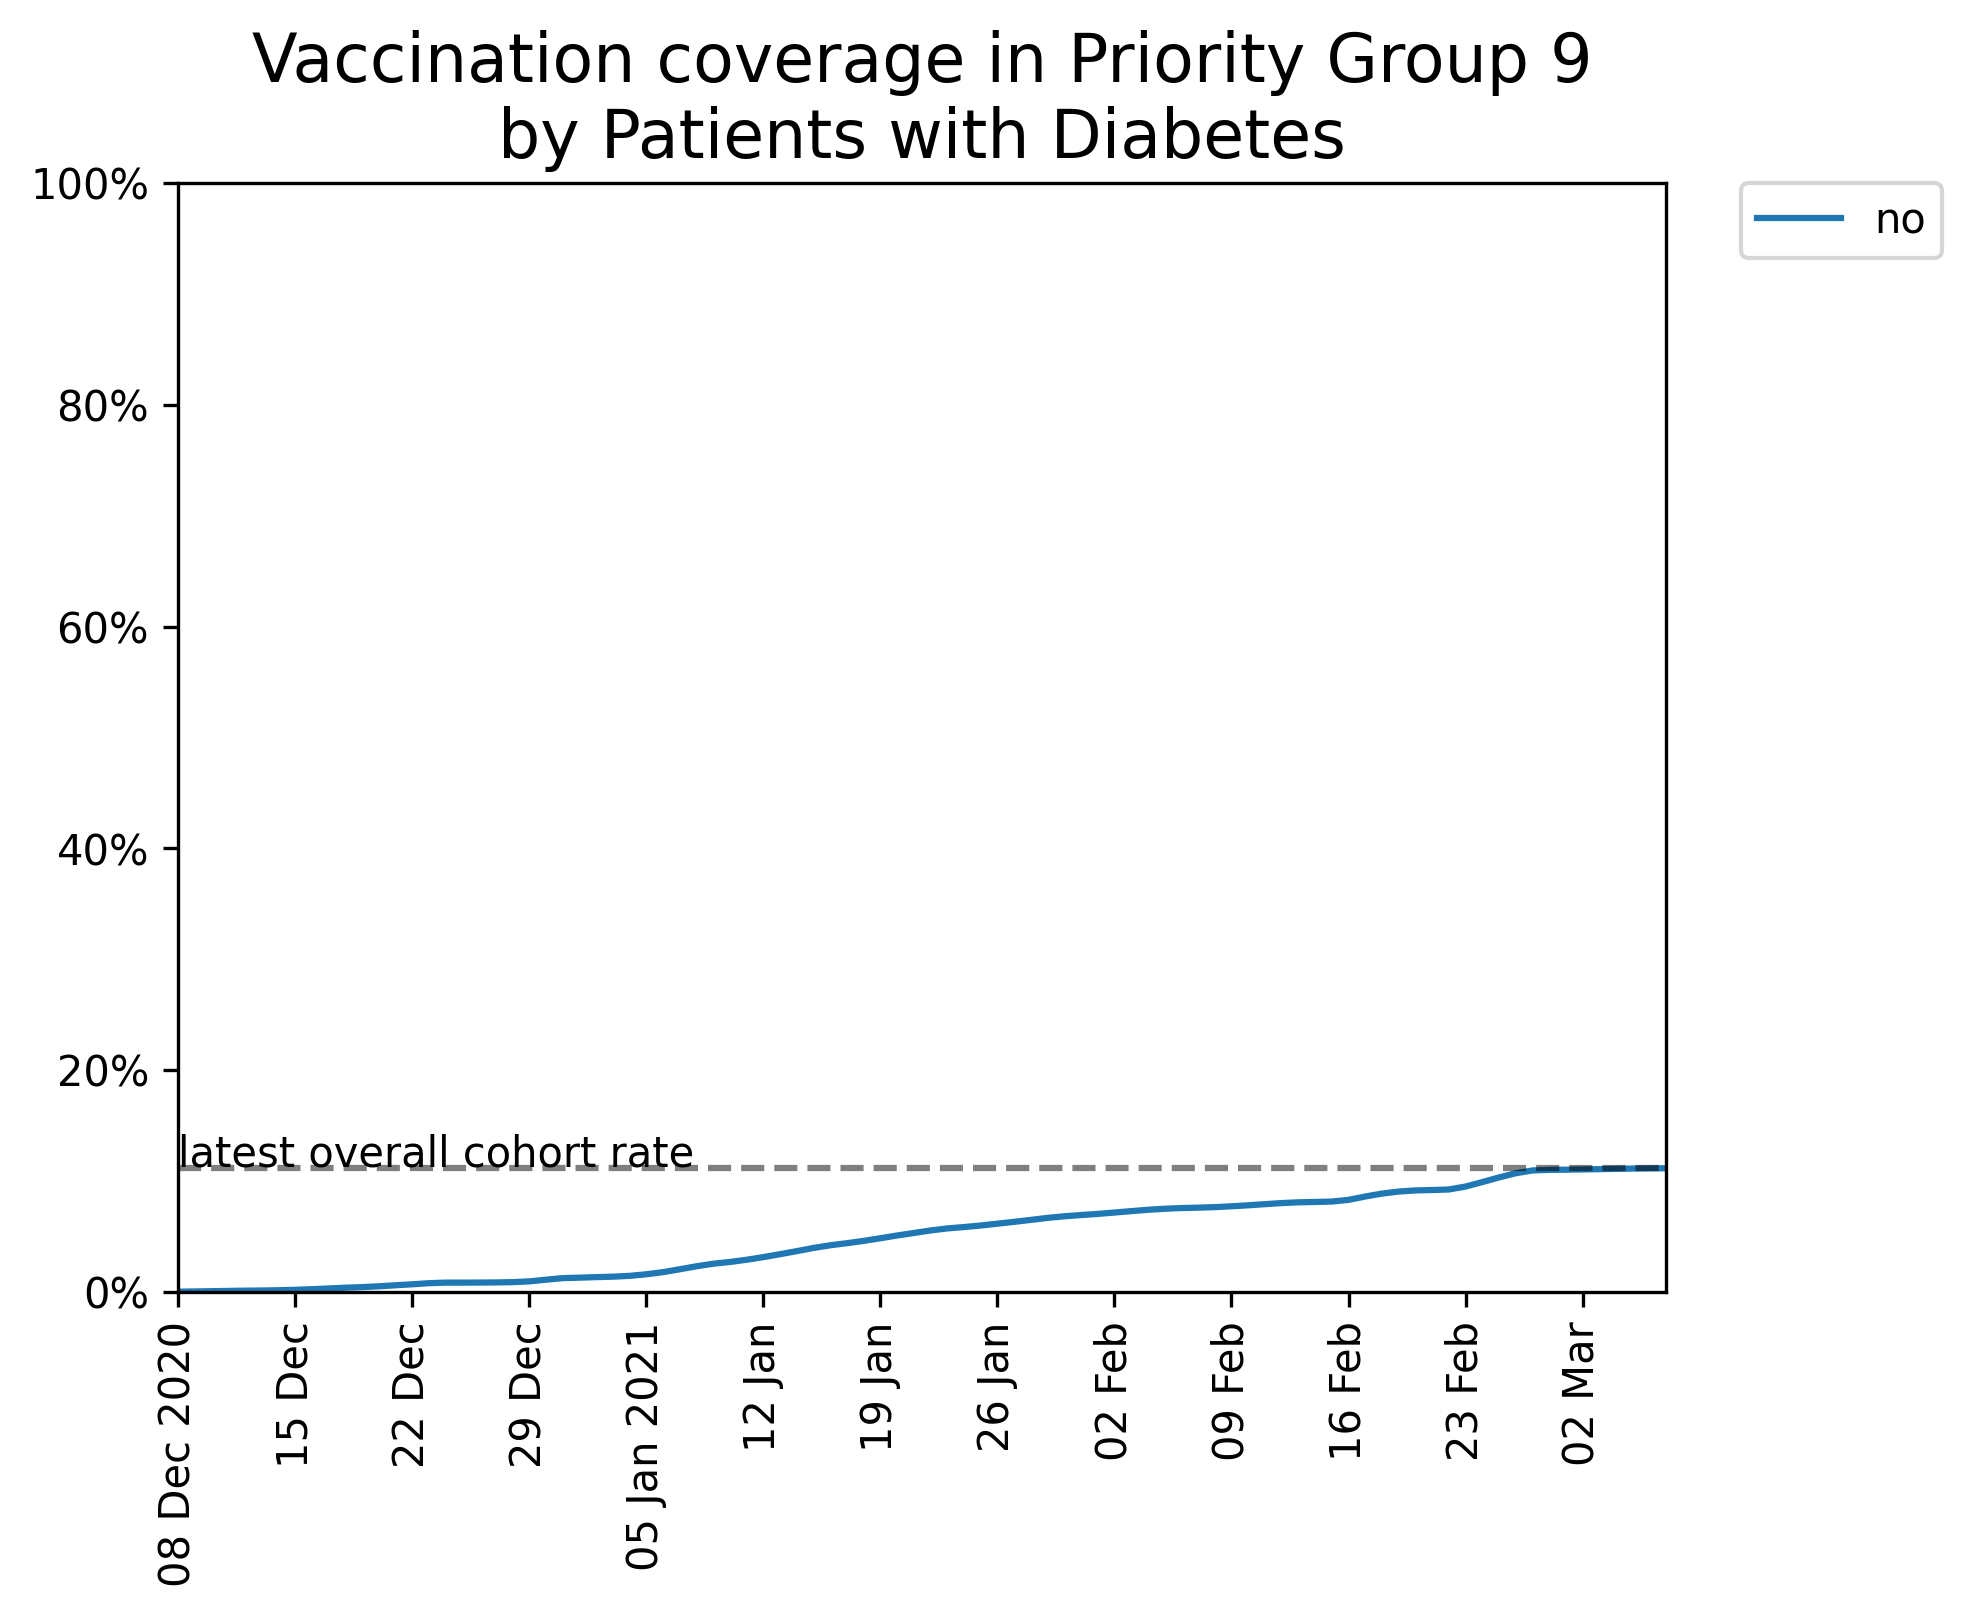 Vaccination coverage in Priority Group 9
by Patients with Diabetes
100%
80%
60%
40%
20%
0%
latest overall cohort rate
no
08 Dec 2020
15 Dec
22 Dec
29 Dec
05 Jan 2021
12 Jan
19 Jan
26 Jan
02 Feb
09 Feb
16 Feb
23 Feb
02 Mar